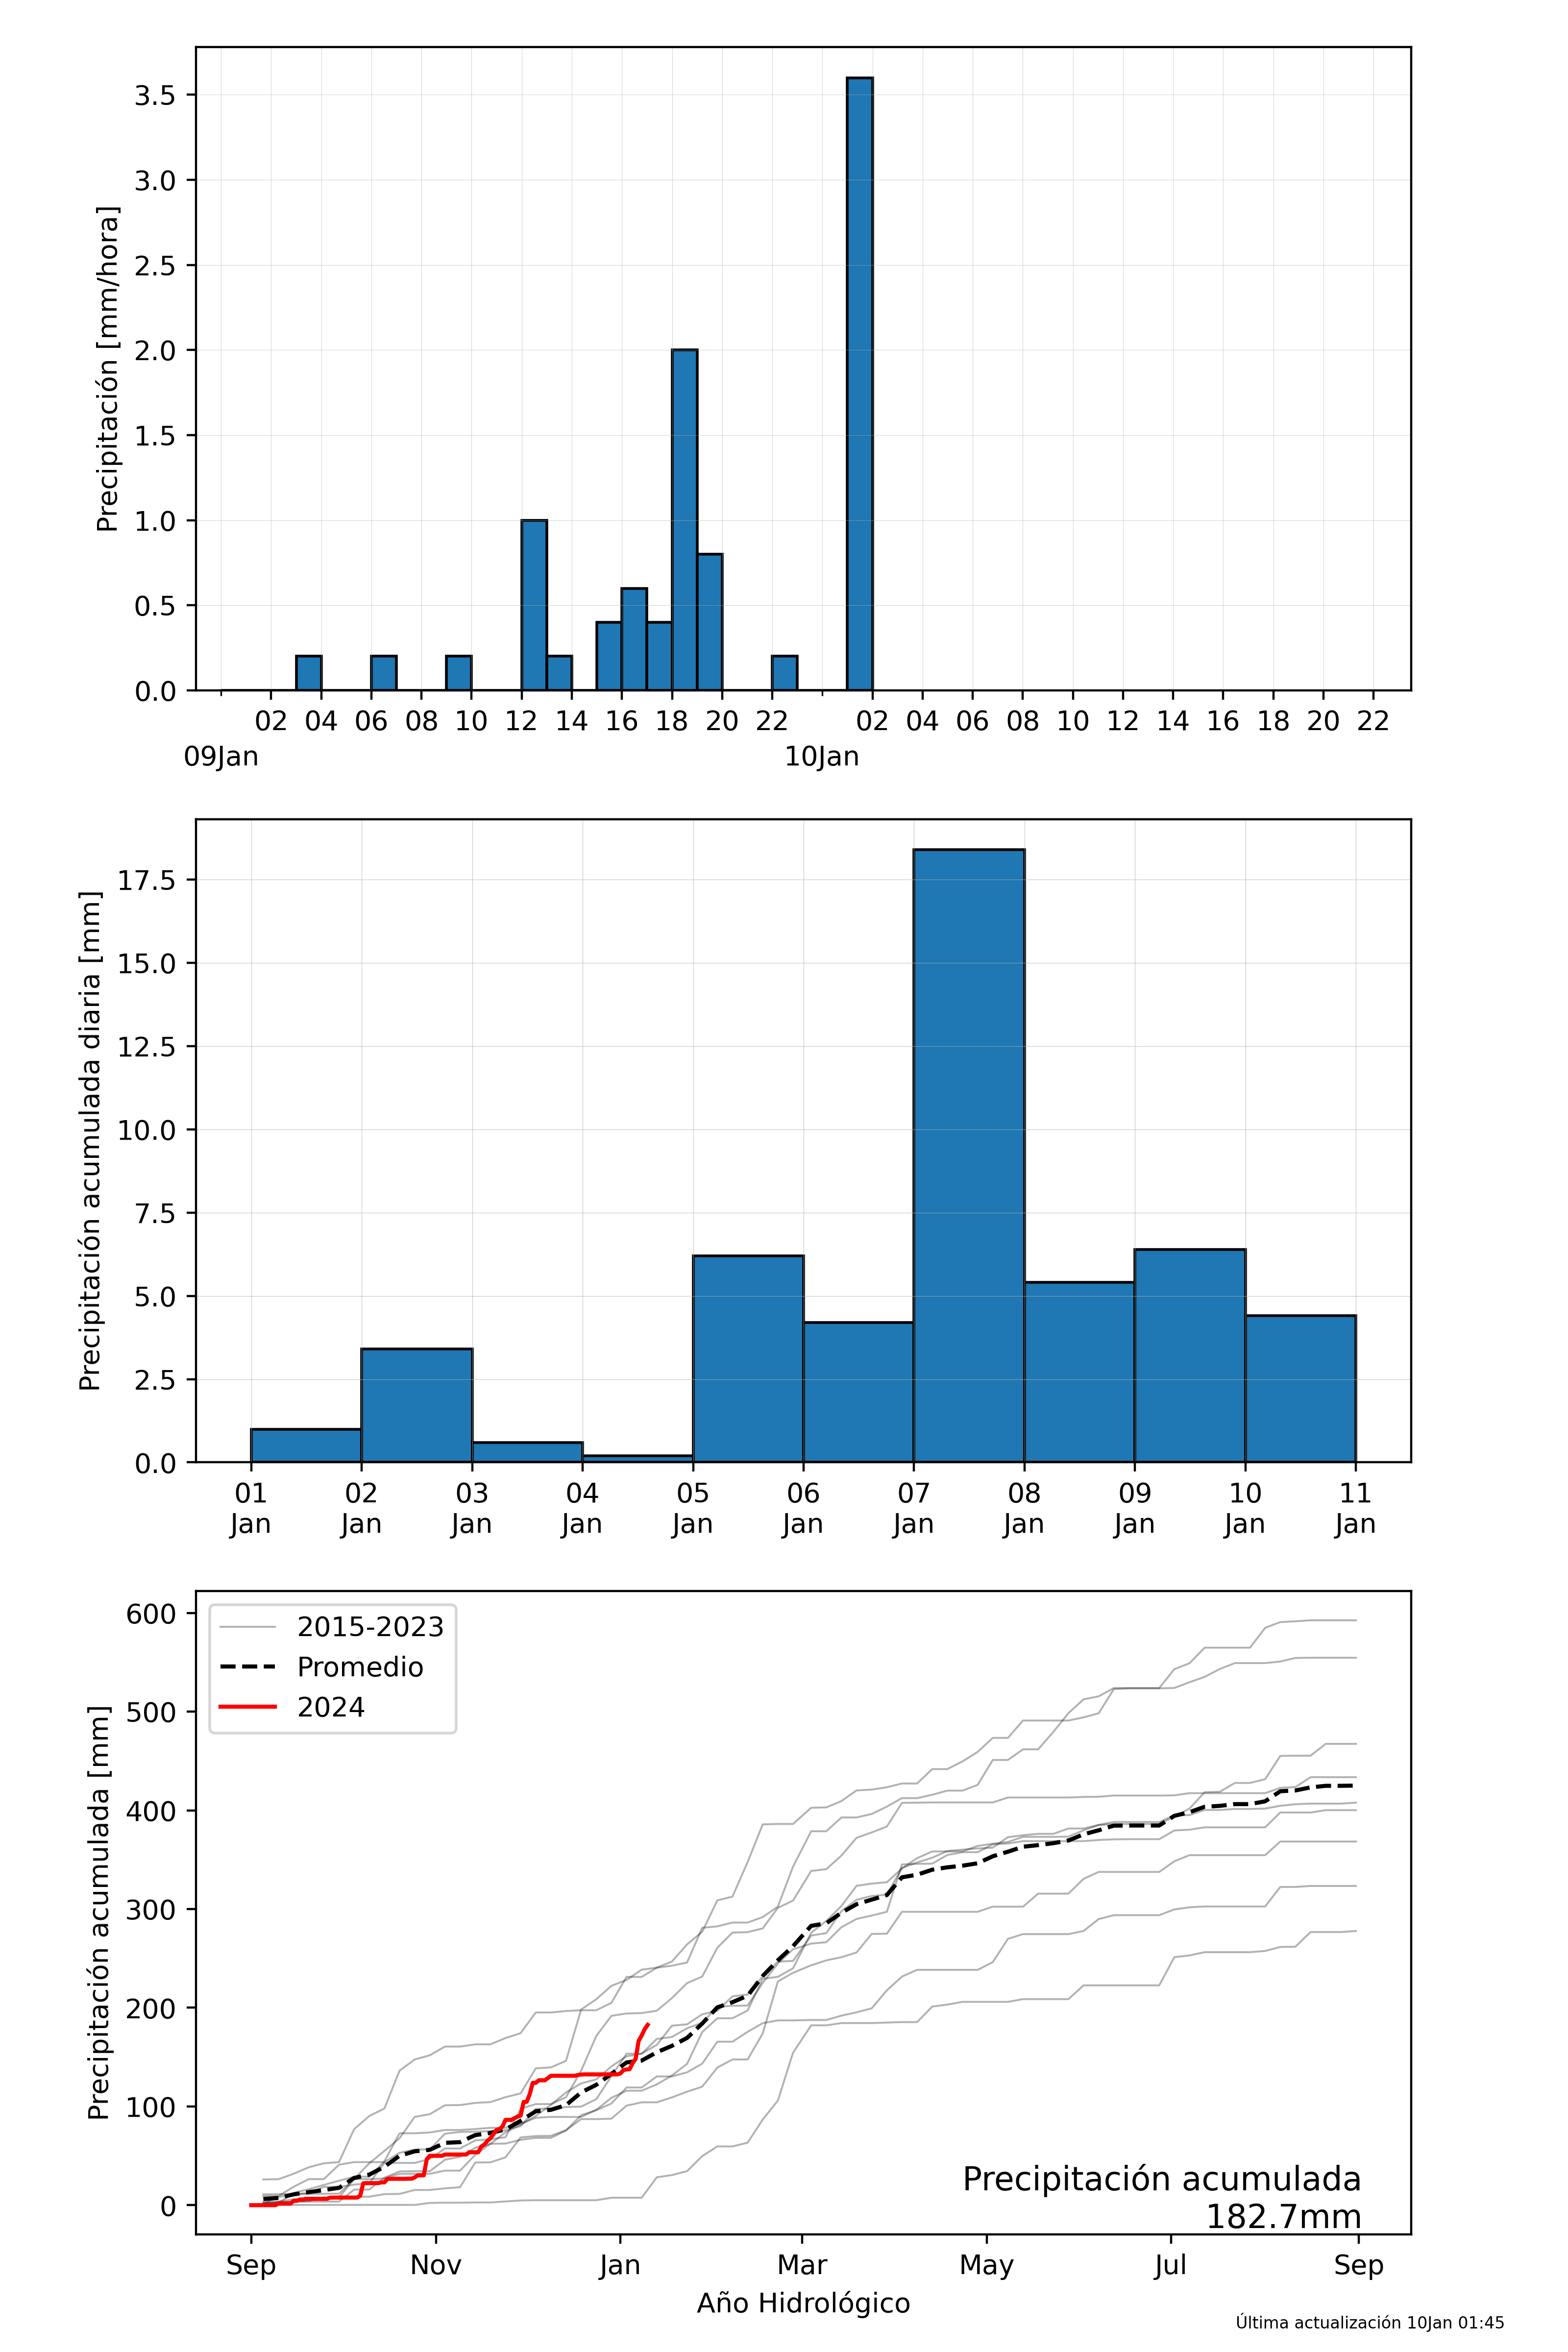 Precipitación [mm/hora]
3.5
3.0
2.5
2.0
1.5
1.0
0.5
0.0
02 04 06 08 10 12 14 16 18 20 22 02 04 06 08 10 12 14 16 18 20 22
09Jan 10Jan
Precipitación acumulada diaria [mm]
17.5
15.0
12.5
10.0
7.5
5.0
2.5
0.0
01 02 03 04 05 06 07 08 09 10 11
Jan Jan Jan Jan Jan Jan Jan Jan Jan Jan Jan
Precipitación acumulada [mm]
600
500
400
300
200
100
0
2015-2023
Promedio
2024
Precipitación acumulada
182.7mm
Sep Nov Jan Mar May Jul Sep
Año Hidrológico
Última actualización 10Jan 01:45